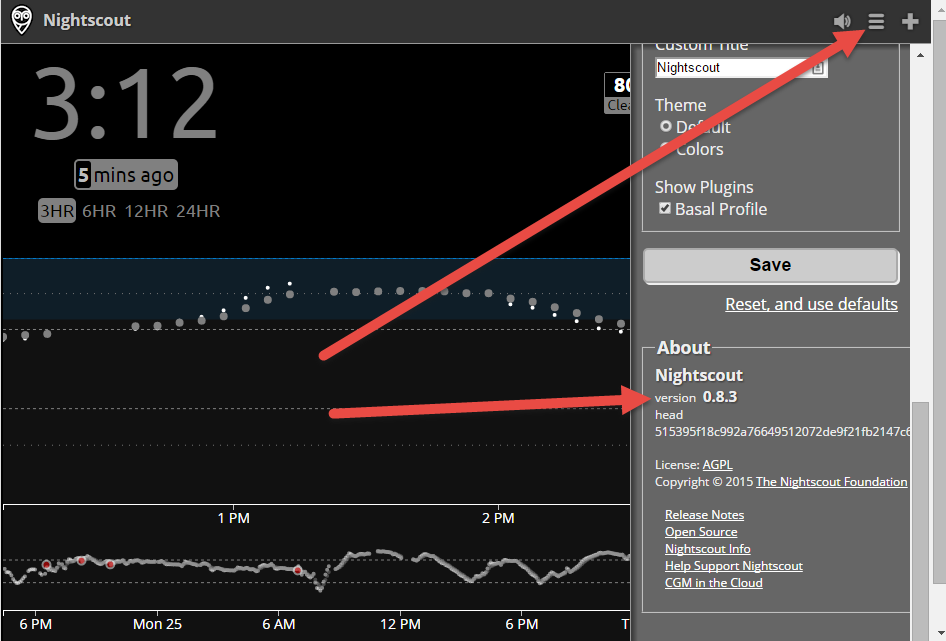 Nightscout
3:12
5 mins ago
3HR 6HR 12HR 24HR
80
Clea
1 PM
2 PM
6 PM
Mon 25
6 AM
12 PM
6 PM
T
Custom Title
Nightscout
Theme
Default
Colors
Show Plugins
Basal Profile
Save
Reset, and use defaults
About
Nightscout
version 0.8.3
head
515395f18c992a76649512072de9f21fb2147c6
License: AGPL
Copyright © 2015 The Nightscout Foundation
Release Notes
Open Source
Nightscout Info
Help Support Nightscout
CGM in the Cloud